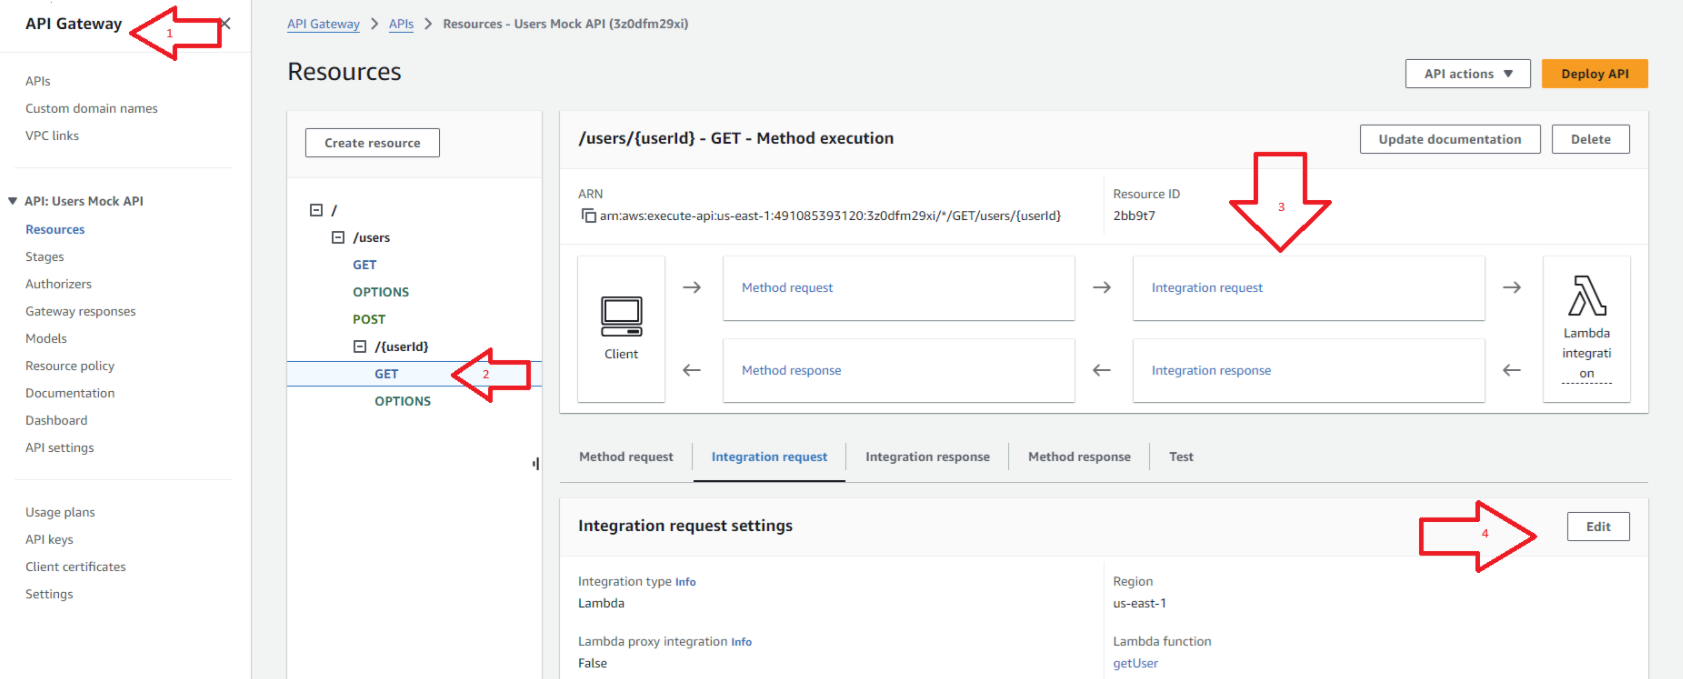 API Gateway
1
APIs
Custom domain names
VPC links
API: Users Mock API
Resources
Stages
Authorizers
Gateway responses
Models
Resource policy
Documentation
Dashboard
API settings
Usage plans
API keys
Client certificates
Settings
API Gateway > APIs > Resources - Users Mock API (3z0dfm29xi)
Resources
API actions
Deploy API
Create resource
/
/users
GET
OPTIONS
POST
/{userId}
GET
2
OPTIONS
/users/{userId} - GET - Method execution
Update documentation
Delete
ARN
arn:aws:execute-api:us-east-1:491085393120:3z0dfm29xi/*/GET/users/{userId}
Resource ID
2bb9t7
3
Client
Method request
Integration request
Method response
Integration response
Lambda
integrati
on
Method request
Integration request
Integration response
Method response
Test
Integration request settings
4
Edit
Integration type Info
Lambda
Region
us-east-1
Lambda proxy integration Info
False
Lambda function
getUser